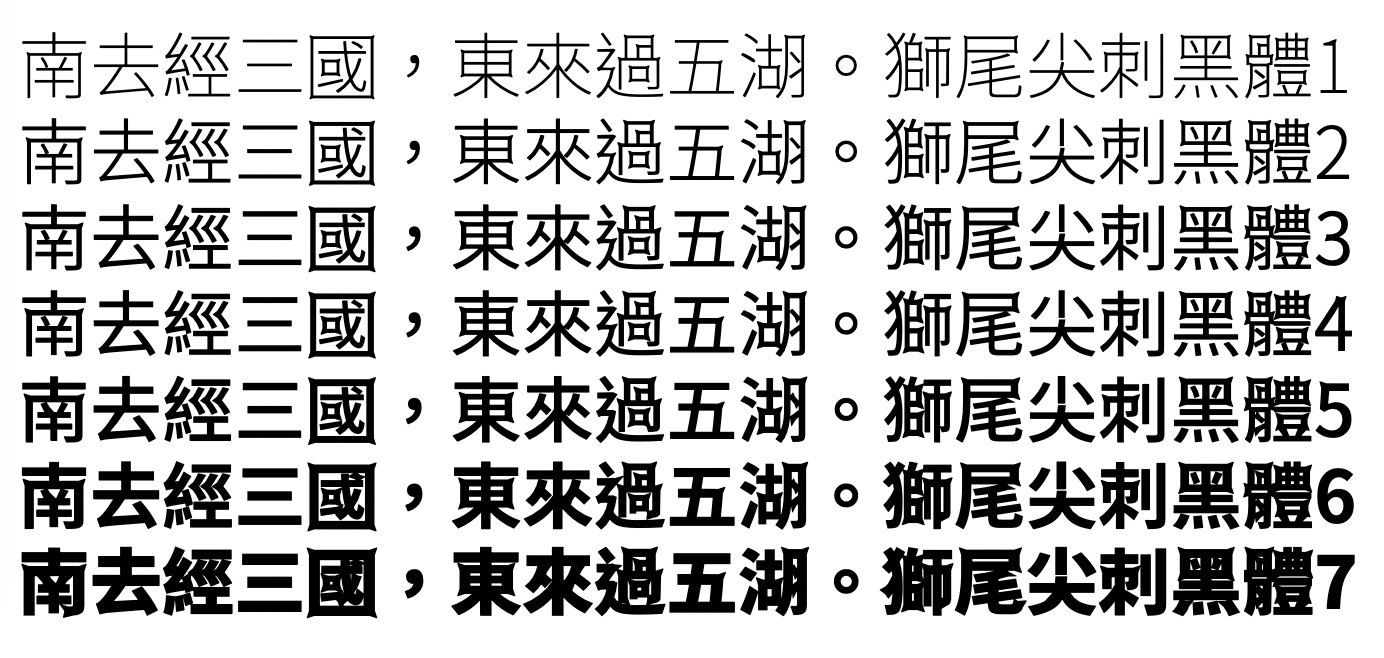 南去經三國，東來過五湖。獅尾尖刺黑體1
南去經三國，東來過五湖。獅尾尖刺黑體2
南去經三國，東來過五湖。獅尾尖刺黑體3
南去經三國，東來過五湖。獅尾尖刺黑體4
南去經三國，東來過五湖。獅尾尖刺黑體5
南去經三國，東來過五湖。獅尾尖刺黑體6
南去經三國，東來過五湖。獅尾尖刺黑體7